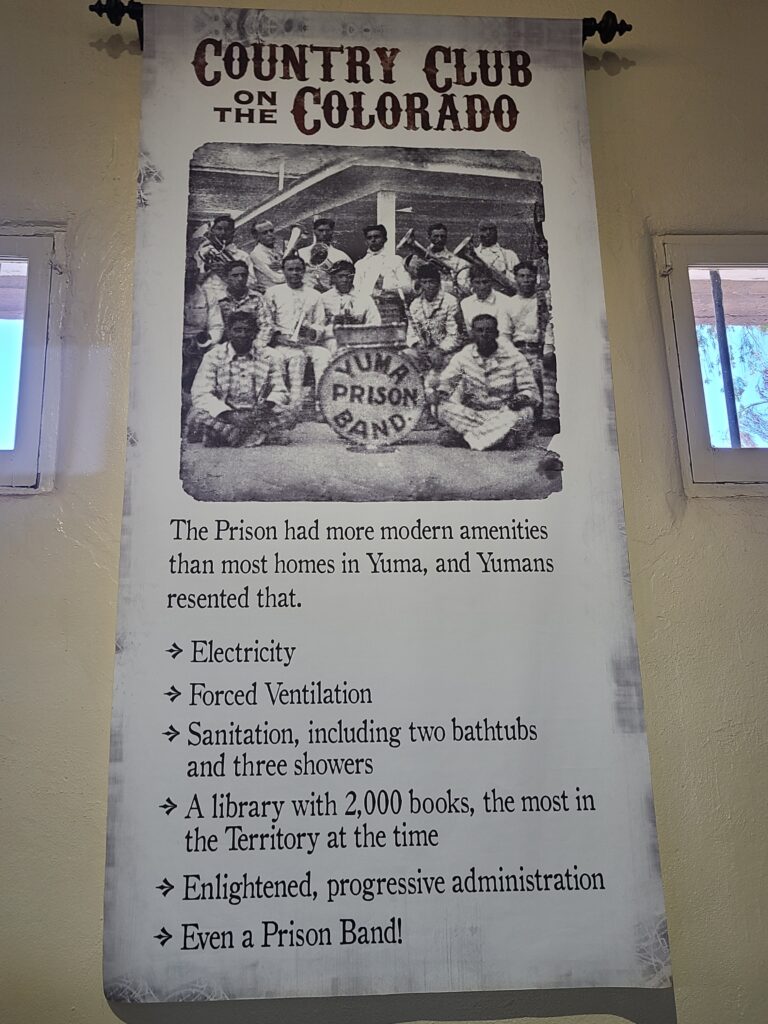 COUNTRY CLUB
ON
THE COLORADO
YUMA
PRISON
BAND.
The Prison had more modern amenities
than most homes in Yuma, and Yumans
resented that.
→ Electricity
→ Forced Ventilation
→ Sanitation, including two bathtubs
and three showers
→ A library with 2,000 books, the most in
the Territory at the time
→ Enlightened, progressive administration
→ Even a Prison Band!